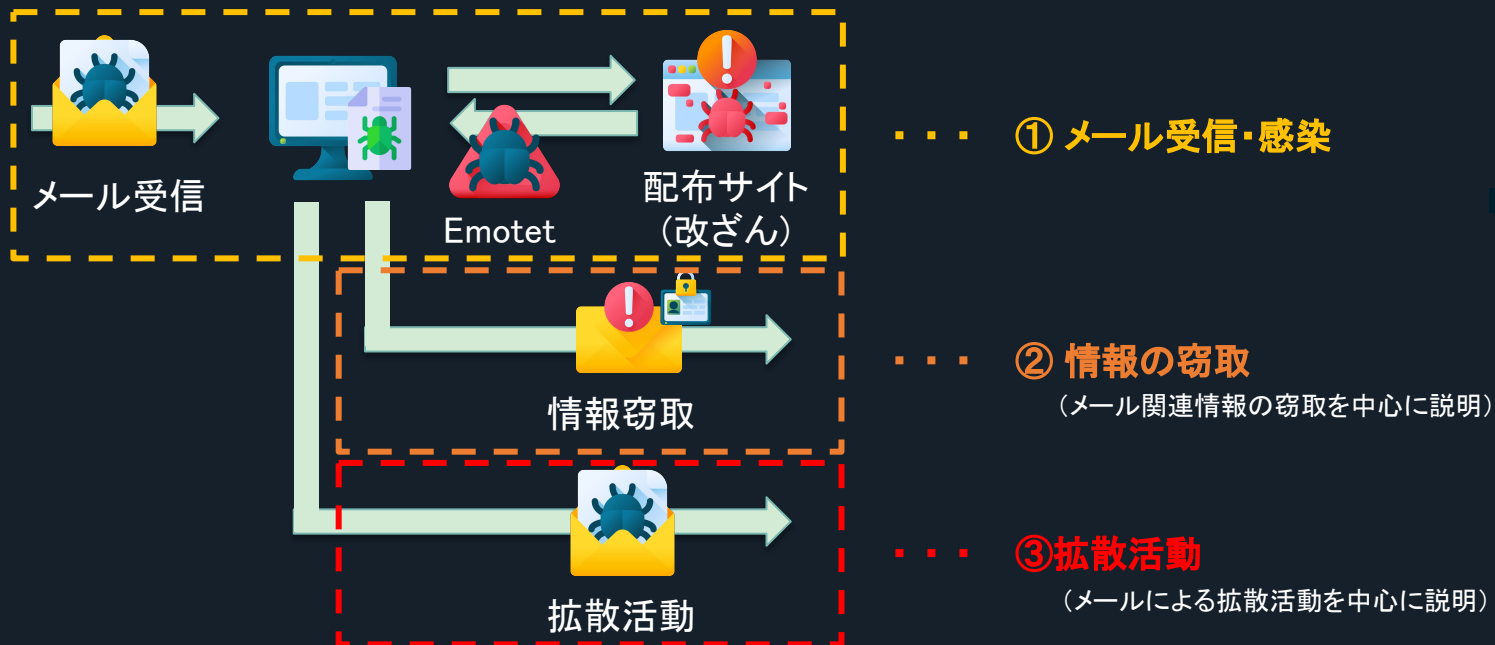 メール受信
Emotet
配布サイト
(改ざん)
・・・ ① メール受信・感染
情報窃取
・・・ ② 情報の窃取
(メール関連情報の窃取を中心に説明)
拡散活動
・・・ ③拡散活動
(メールによる拡散活動を中心に説明)